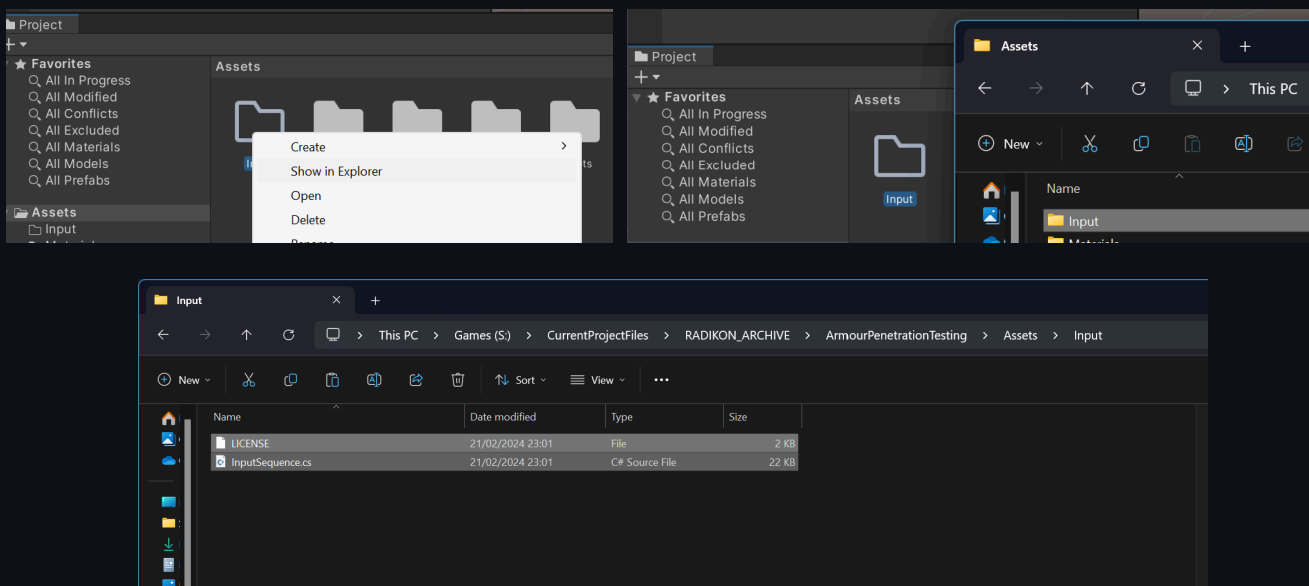 Project
Favorites
All In Progress
All Modified
All Conflicts
All Excluded
All Materials
All Models
All Prefabs
Assets
Input
Assets
Create
Show in Explorer
Open
Delete
Rename
Project
Favorites
All In Progress
All Modified
All Conflicts
All Excluded
All Materials
All Models
All Prefabs
Assets
Input
Assets
This PC
New
Name
Input
Materials
Input
This PC > Games (S:) > CurrentProjectFiles > RADIKON_ARCHIVE > ArmourPenetrationTesting > Assets > Input
New Sort View
Name Date modified Type Size
LICENSE 21/02/2024 23:01 File 2 KB
InputSequence.cs 21/02/2024 23:01 C# Source File 22 KB